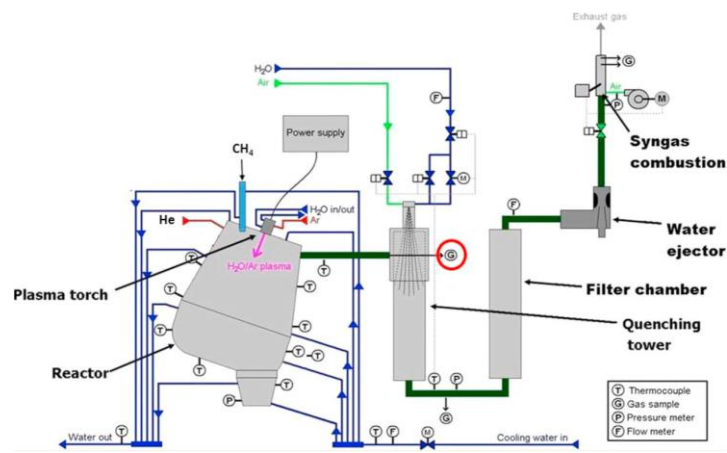 Exhaust gas
G
H₂O
Air
Air
M
P
F
Syngas
combustion
Power supply
M
CH₄
H₂O in/out
He
Ar
F
Water
ejector
H₂O/Ar plasma
G
T
T
Plasma torch
Filter chamber
T
T
T
Quenching
tower
T
T
T
Reactor
T
T
T
T
P
P
G
T Thermocouple
G Gas sample
P Pressure meter
F Flow meter
Water out
T
T
F
M
Cooling water in